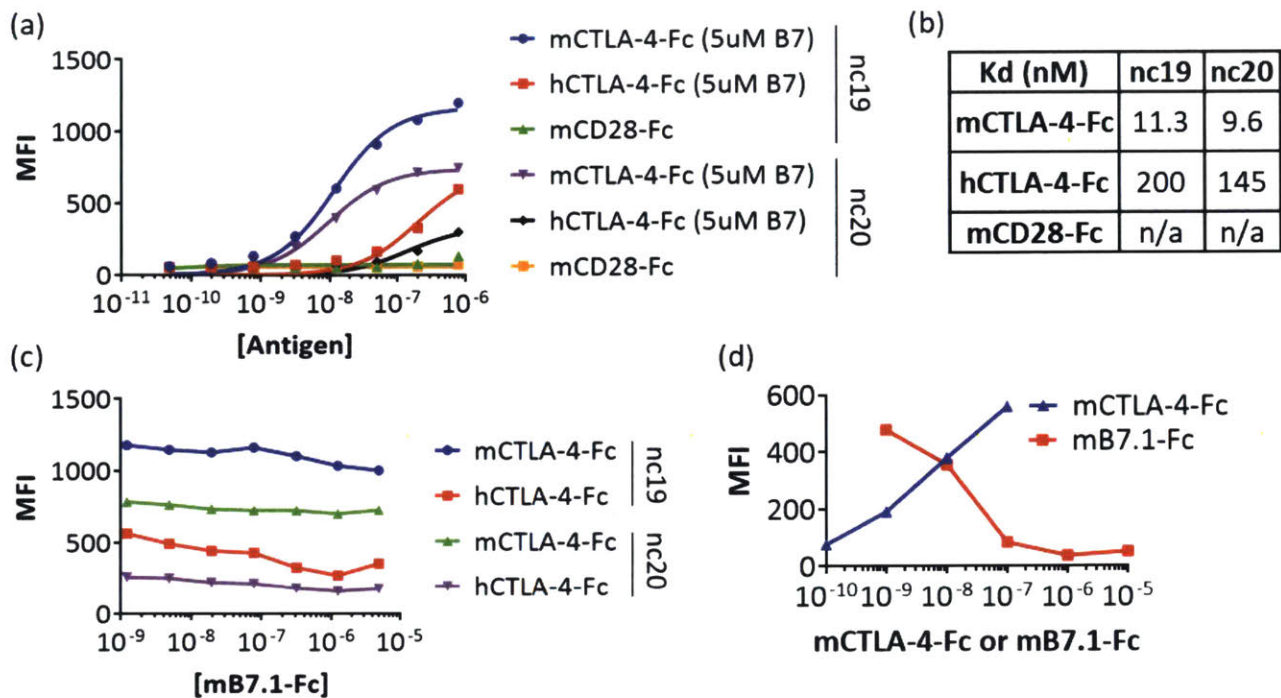 (a)
1500
1000
500
0
MFI
10-11 10-10 10-9 10-8 10-7 10-6
[Antigen]
mCTLA-4-Fc (5uM B7)
hCTLA-4-Fc (5uM B7)
mCD28-Fc
nc19
mCTLA-4-Fc (5uM B7)
hCTLA-4-Fc (5uM B7)
mCD28-Fc
nc20
(b)
Kd (nM) nc19 nc20
mCTLA-4-Fc 11.3 9.6
hCTLA-4-Fc 200 145
mCD28-Fc n/a n/a
(c)
1500
1000
500
0
MFI
10-9 10-8 10-7 10-6 10-5
[mB7.1-Fc]
mCTLA-4-Fc
hCTLA-4-Fc
nc19
mCTLA-4-Fc
hCTLA-4-Fc
nc20
(d)
600
400
200
0
MFI
10-10 10-9 10-8 10-7 10-6 10-5
mCTLA-4-Fc or mB7.1-Fc
mCTLA-4-Fc
mB7.1-Fc